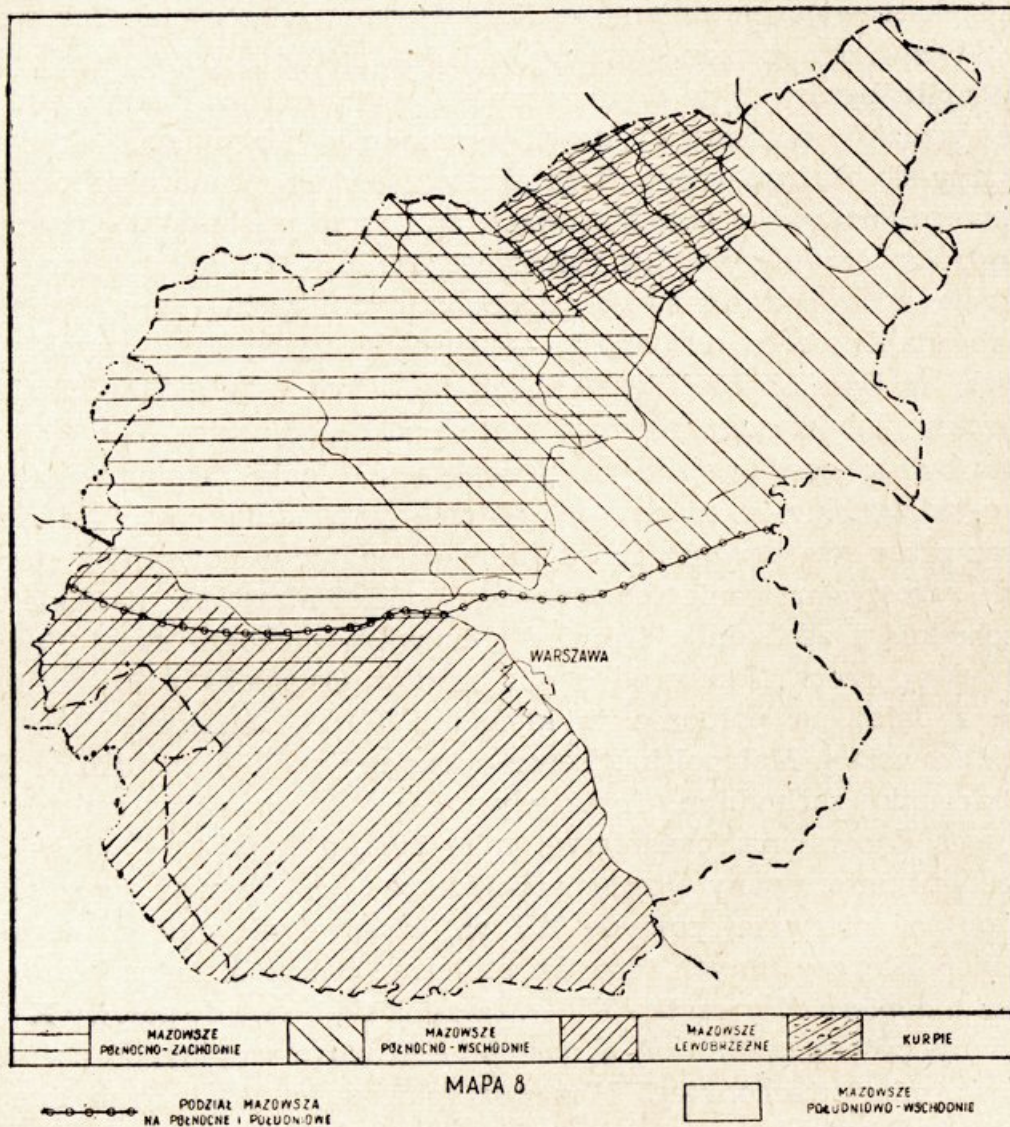 WARSZAWA
MAZOWSZE
PÓŁNOCNO-ZACHODNIE
MAZOWSZE
PÓŁNOCNO-WSCHODNIE
MAZOWSZE
LEWOBRZEŻNE
KURPIE
MAPA 8
PODZIAŁ MAZOWSZA
NA PÓŁNOCNE I POŁUDNIOWE
MAZOWSZE
POŁUDNIOWO-WSCHODNIE